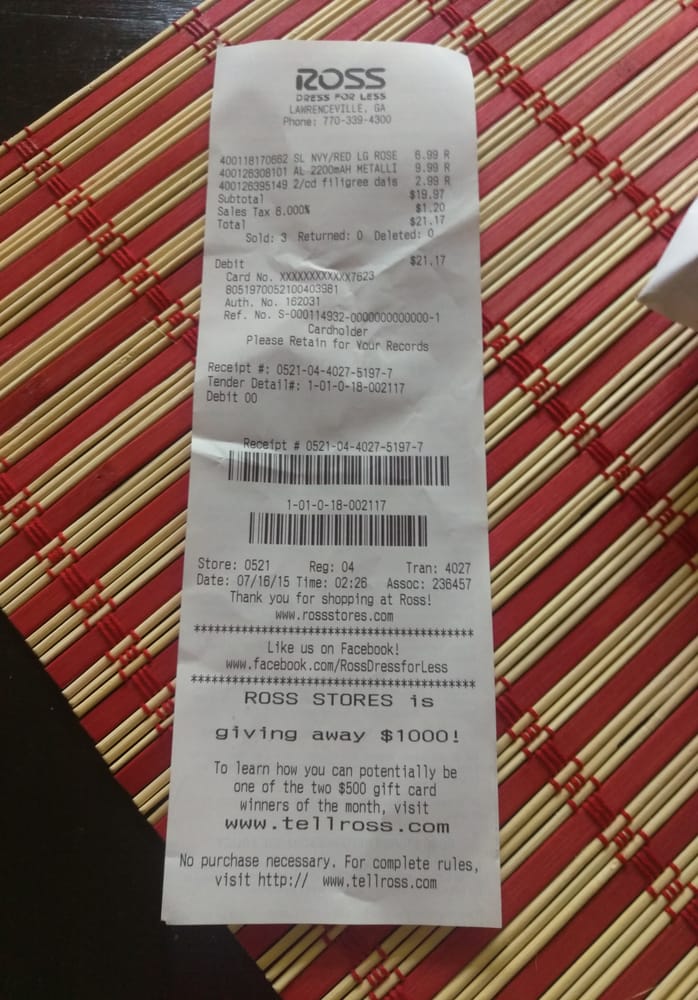 ROSS
DRESS FOR LESS
LAWRENCEVILLE, GA
Phone: 770-339-4300
400118170662 SL NVY/RED LG ROSE 6.99 R
400126308101 AL 2200mAH METALLI 9.99 R
400126395149 2/cd filigree dais 2.99 R
Subtotal $19.97
Sales Tax 6.000% $1.20
Total $21.17
Sold: 3 Returned: 0 Deleted: 0
Debit $21.17
Card No. XXXXXXXXXXXX7623
8051970052100403981
Auth. No. 162031
Ref. No. S-000114932-0000000000000-1
Cardholder
Please Retain for Your Records
Receipt #: 0521-04-4027-5197-7
Tender Detail#: 1-01-0-18-002117
Debit 00
Receipt # 0521-04-4027-5197-7
1-01-0-18-002117
Store: 0521 Reg: 04 Tran: 4027
Date: 07/16/15 Time: 02:26 Assoc: 236457
Thank you for shopping at Ross!
www.rossstores.com
******************************************
Like us on Facebook!
www.facebook.com/RossDressforLess
******************************************
ROSS STORES is
giving away $1000!
To learn how you can potentially be
one of the two $500 gift card
winners of the month, visit
www.tellross.com
No purchase necessary. For complete rules,
visit http:// www.tellross.com